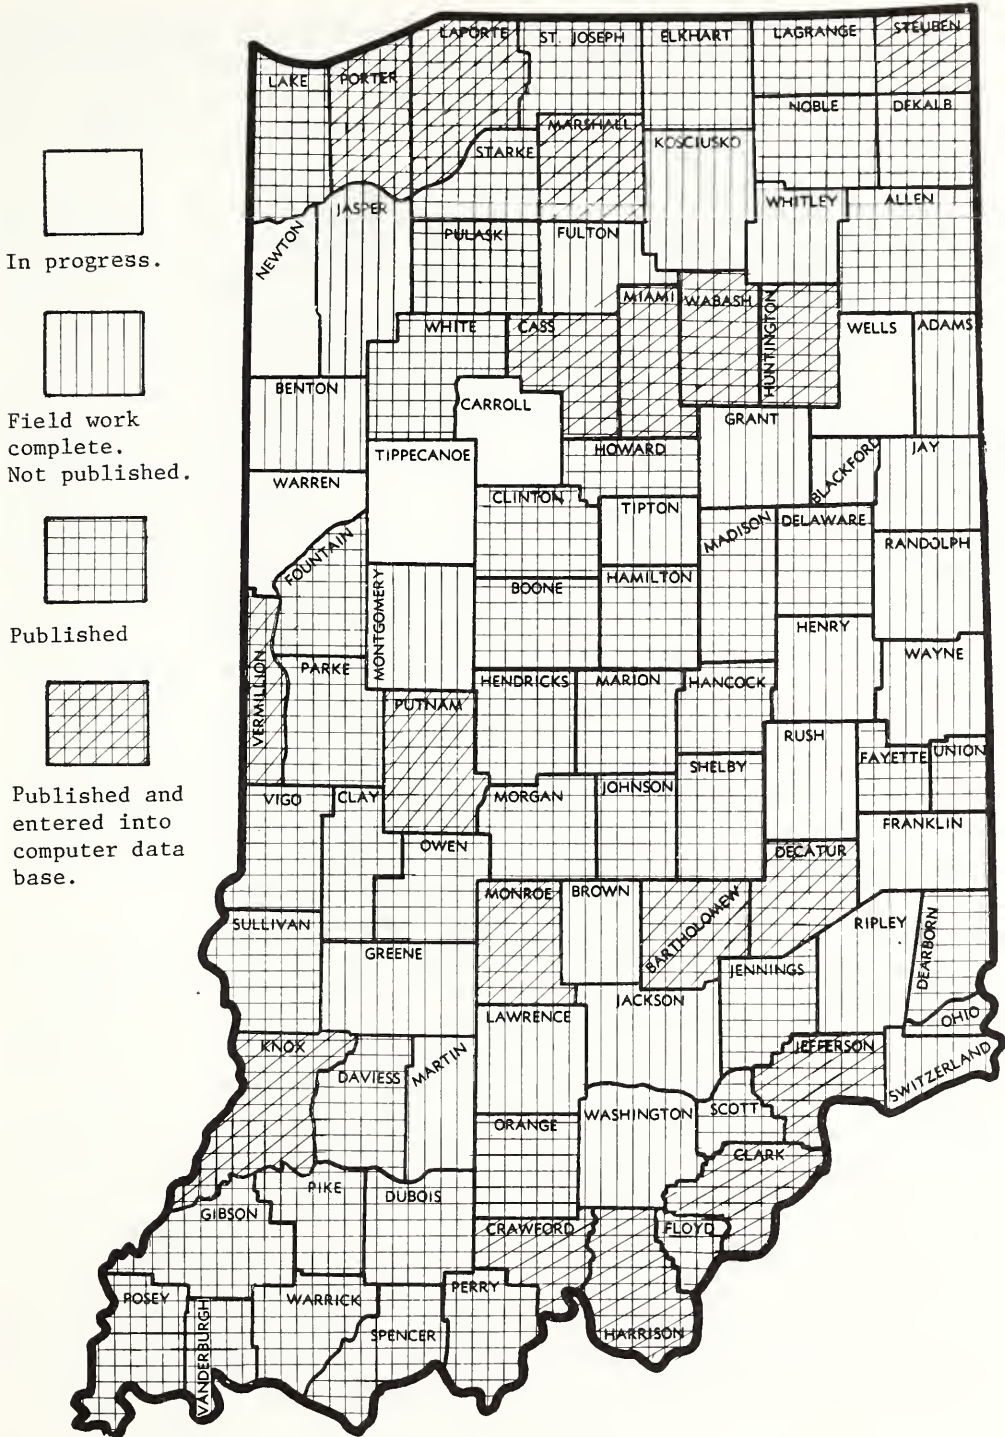 In progress.
Field work
complete.
Not published.
Published
Published and
entered into
computer data
base.
LAPORTE
ST. JOSEPH
ELKHART
LAGRANGE
STEUBEN
LAKE
PORTER
NOBLE
DEKALB
MARSHALL
KOSCIUSKO
STARKE
WHITLEY
ALLEN
JASPER
NEWTON
PULASKI
FULTON
MIAMI
WABASH
HUNTINGTON
WHITE
CASS
WELLS
ADAMS
BENTON
CARROLL
GRANT
TIPPECANOE
HOWARD
BLACKFORD
JAY
WARREN
CLINTON
TIPTON
MADISON
DELAWARE
RANDOLPH
FOUNTAIN
MONTGOMERY
BOONE
HAMILTON
HENRY
WAYNE
VERMILLION
PARKE
PUTNAM
HENDRICKS
MARION
HANCOCK
RUSH
FAYETTE
UNION
SHELBY
VIGO
CLAY
MORGAN
JOHNSON
FRANKLIN
OWEN
DECATUR
MONROE
BROWN
BARTHOLOMEW
RIPLEY
DEARBORN
SULLIVAN
GREENE
JENNINGS
JACKSON
LAWRENCE
OHIO
KNOX
DAVIESS
MARTIN
JEFFERSON
SWITZERLAND
WASHINGTON
SCOTT
ORANGE
CLARK
PIKE
DUBOIS
GIBSON
CRAWFORD
FLOYD
POSEY
VANDERBURGH
WARRICK
SPENCER
PERRY
HARRISON